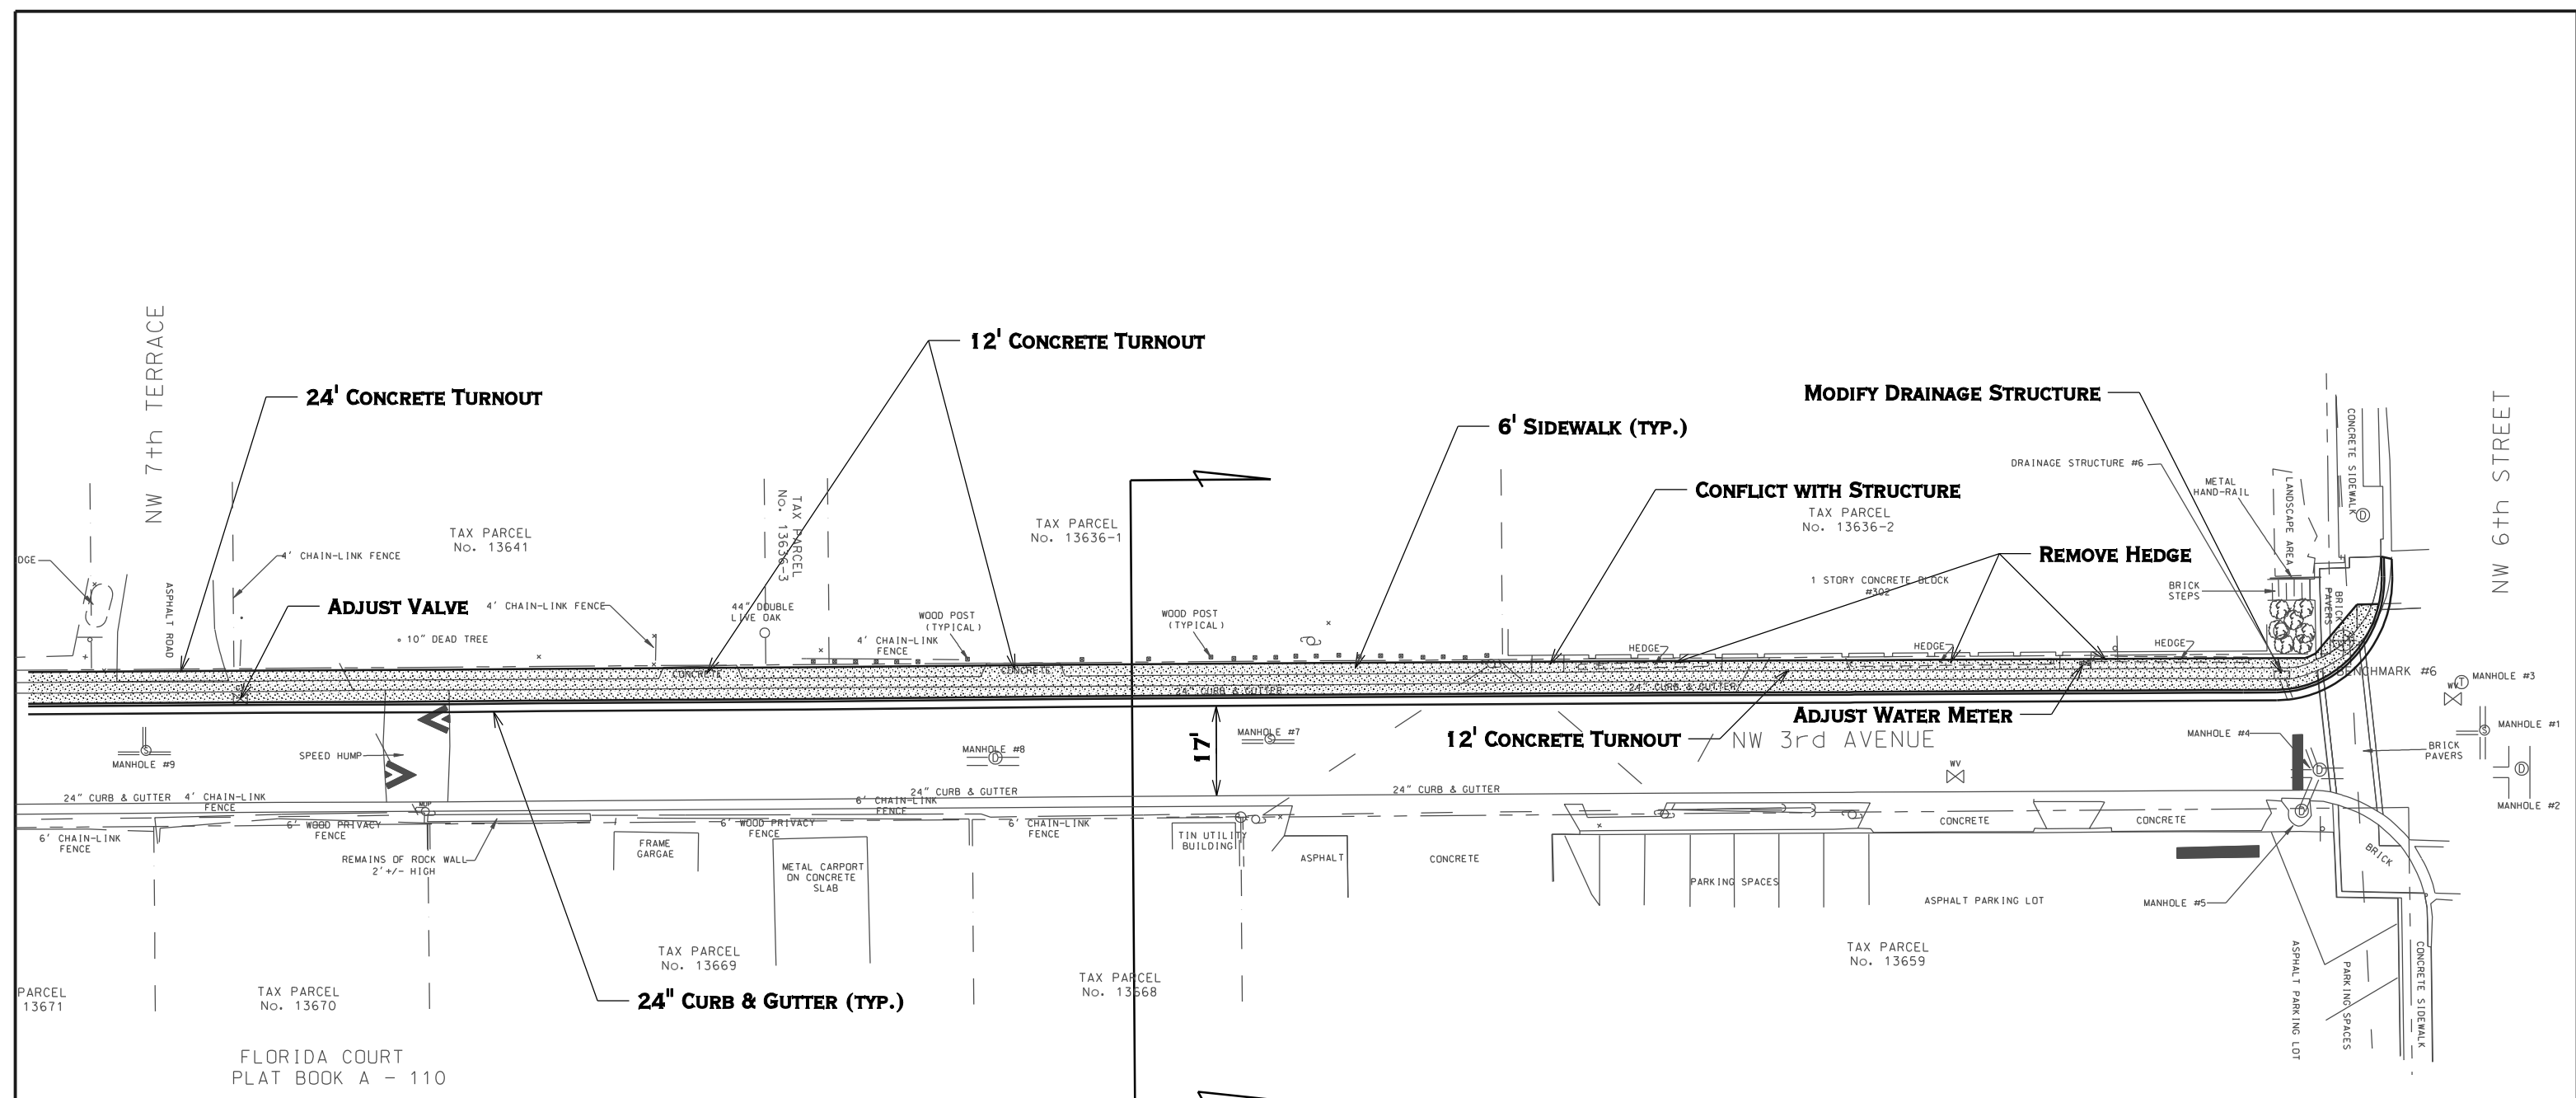 12' CONCRETE TURNOUT
24' CONCRETE TURNOUT
MODIFY DRAINAGE STRUCTURE
6' SIDEWALK (TYP.)
NW 7th TERRACE
NW 6th STREET
CONCRETE SIDEWALK
DRAINAGE STRUCTURE #6
METAL
HAND-RAIL
LANDSCAPE AREA
CONFLICT WITH STRUCTURE
TAX PARCEL
No. 13636-2
TAX PARCEL
No. 13636-1
TAX PARCEL
No. 13636-3
TAX PARCEL
No. 13641
D
DGE
4' CHAIN-LINK FENCE
REMOVE HEDGE
1 STORY CONCRETE BLOCK
#302
BRICK
STEPS
BRICK
PAVERS
ASPHALT ROAD
ADJUST VALVE
4' CHAIN-LINK FENCE
44" DOUBLE
LIVE OAK
WOOD POST
(TYPICAL)
WOOD POST
(TYPICAL)
10" DEAD TREE
4' CHAIN-LINK
FENCE
HEDGE
HEDGE
HEDGE
CONCRETE
CONCRETE
24" CURB & GUTTER
24" CURB & GUTTER
BENCHMARK #6
WV
T
MANHOLE #3
ADJUST WATER METER
12' CONCRETE TURNOUT
NW 3rd AVENUE
17'
MANHOLE #7
S
MANHOLE #8
D
S
MANHOLE #9
SPEED HUMP
MANHOLE #4
D
S
MANHOLE #1
BRICK
PAVERS
D
MANHOLE #2
WV
24" CURB & GUTTER
4' CHAIN-LINK
FENCE
24" CURB & GUTTER
6' CHAIN-LINK
FENCE
24" CURB & GUTTER
6' CHAIN-LINK
FENCE
6' WOOD PRIVACY
FENCE
6' WOOD PRIVACY
FENCE
6' CHAIN-LINK
FENCE
TIN UTILITY
BUILDING
CONCRETE
CONCRETE
D
REMAINS OF ROCK WALL
2'+/- HIGH
FRAME
GARGAE
METAL CARPORT
ON CONCRETE
SLAB
ASPHALT
CONCRETE
BRICK
PARKING SPACES
ASPHALT PARKING LOT
MANHOLE #5
TAX PARCEL
No. 13669
TAX PARCEL
No. 13659
TAX PARCEL
No. 13668
ASPHALT PARKING LOT
PARKING SPACES
CONCRETE SIDEWALK
PARCEL
13671
TAX PARCEL
No. 13670
24" CURB & GUTTER (TYP.)
FLORIDA COURT
PLAT BOOK A - 110